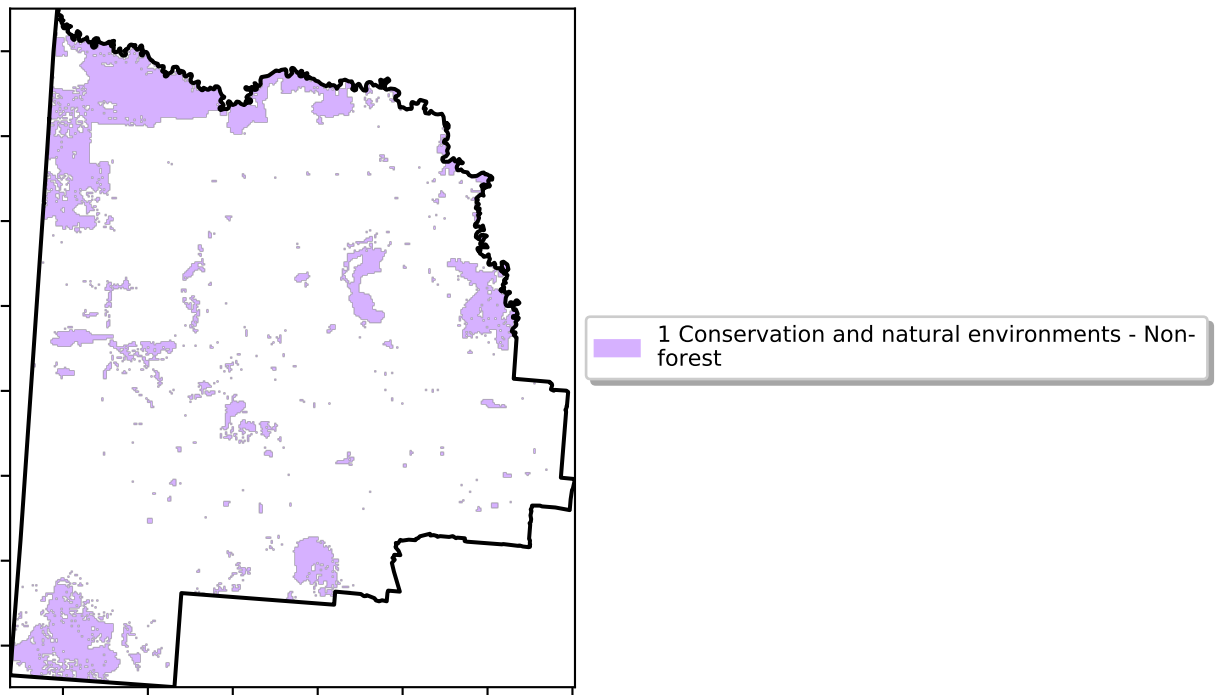 1 Conservation and natural environments - Non-
forest